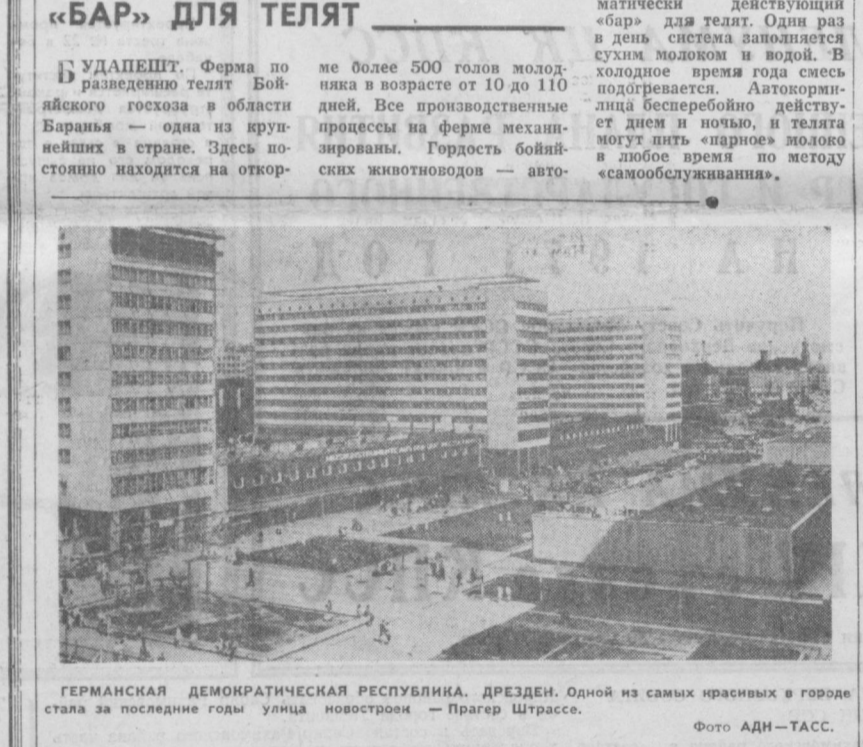 «БАР» ДЛЯ ТЕЛЯТ
БУДАПЕШТ. Ферма по
разведению телят Бой-
яйского госхоза в области
Баранья — одна из круп-
нейших в стране. Здесь по-
стоянно находится на откор-
ме более 500 голов молод-
няка в возрасте от 10 до 110
дней. Все производственные
процессы на ферме механи-
зированы. Гордость бойяй-
ских животноводов — авто-
матически действующий
«бар» для телят. Один раз
в день система заполняется
сухим молоком и водой. В
холодное время года смесь
подогревается. Автокорми-
лица бесперебойно действу-
ет днем и ночью, и телята
могут пить «парное» молоко
в любое время по методу
«самообслуживания».
НА 1971 ГОД
ГЕРМАНСКАЯ ДЕМОКРАТИЧЕСКАЯ РЕСПУБЛИКА. ДРЕЗДЕН. Одной из самых красивых в городе
стала за последние годы улица новостроек — Прагер Штрассе.
Фото АДН—ТАСС.